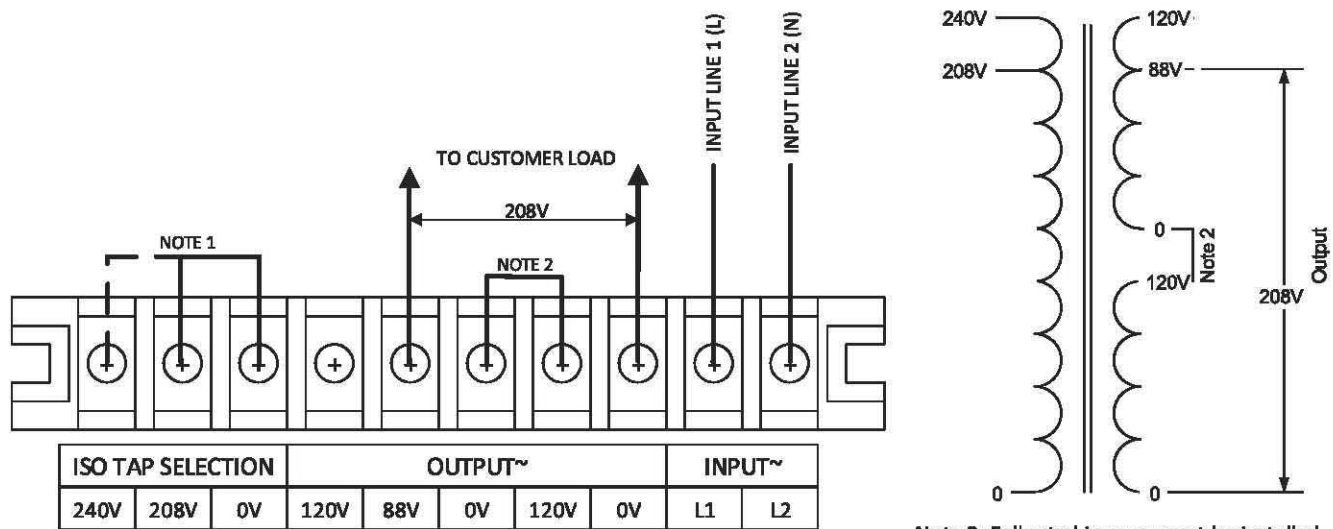 INPUT LINE 1 (L)
INPUT LINE 2 (N)
TO CUSTOMER LOAD
208V
NOTE 1
NOTE 2
ISO TAP SELECTION OUTPUT~ INPUT~
240V 208V 0V 120V 88V 0V 120V 0V L1 L2
240V 120V
208V 88V
0
Note 2
120V
208V
Output
0 0